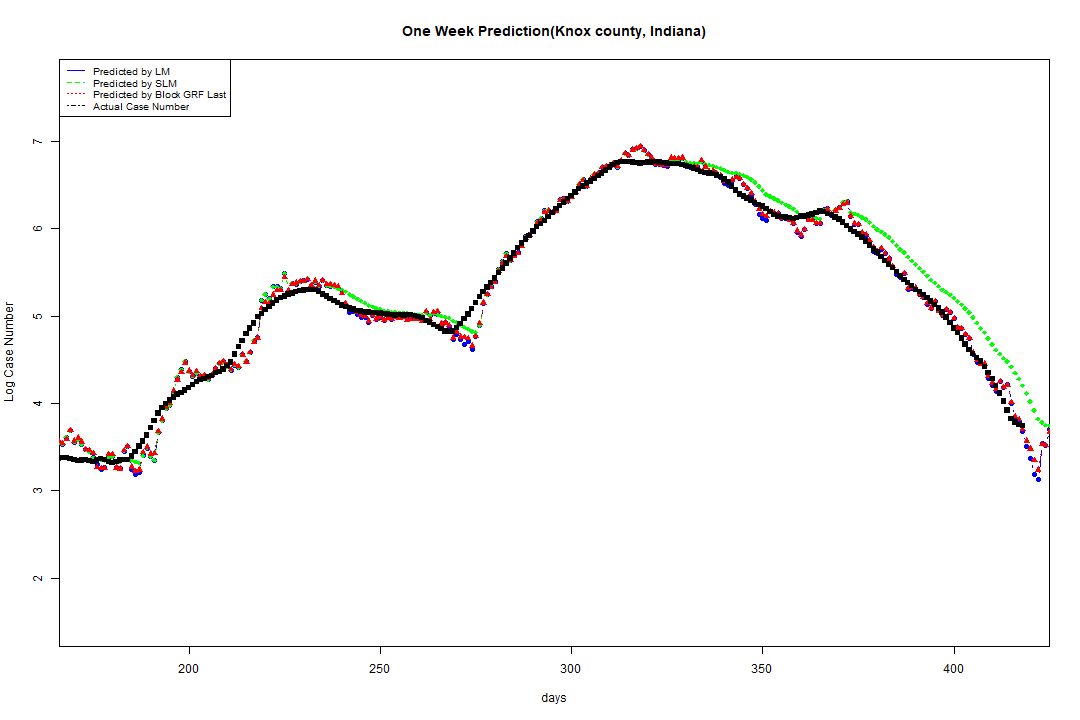 One Week Prediction(Knox county, Indiana)
Predicted by LM
Predicted by SLM
Predicted by Block GRF Last
Actual Case Number
7
6
5
4
3
2
Log Case Number
200 250 300 350 400
days